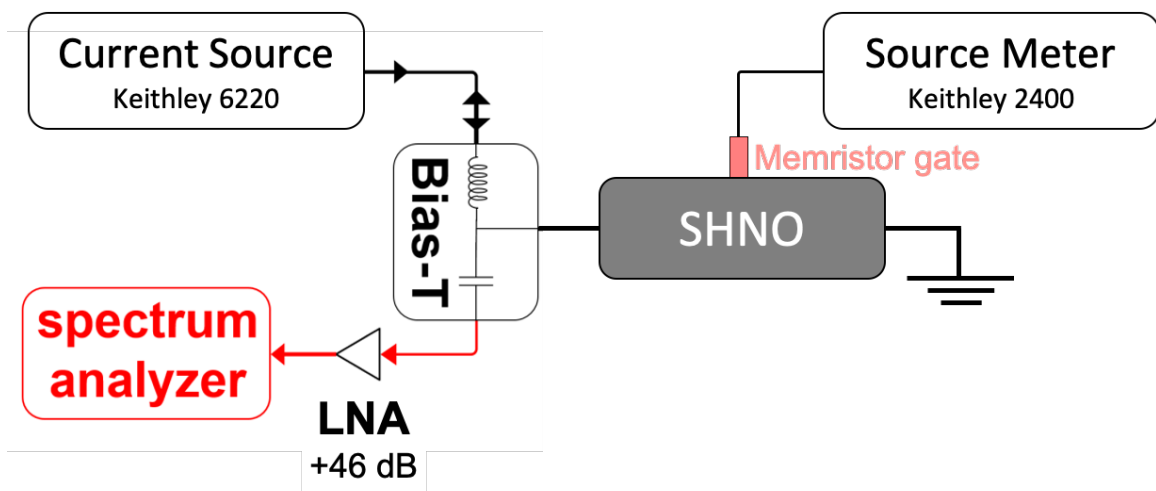 Current Source
Keithley 6220
Source Meter
Keithley 2400
Memristor gate
Bias-T
SHNO
spectrum
analyzer
LNA
+46 dB